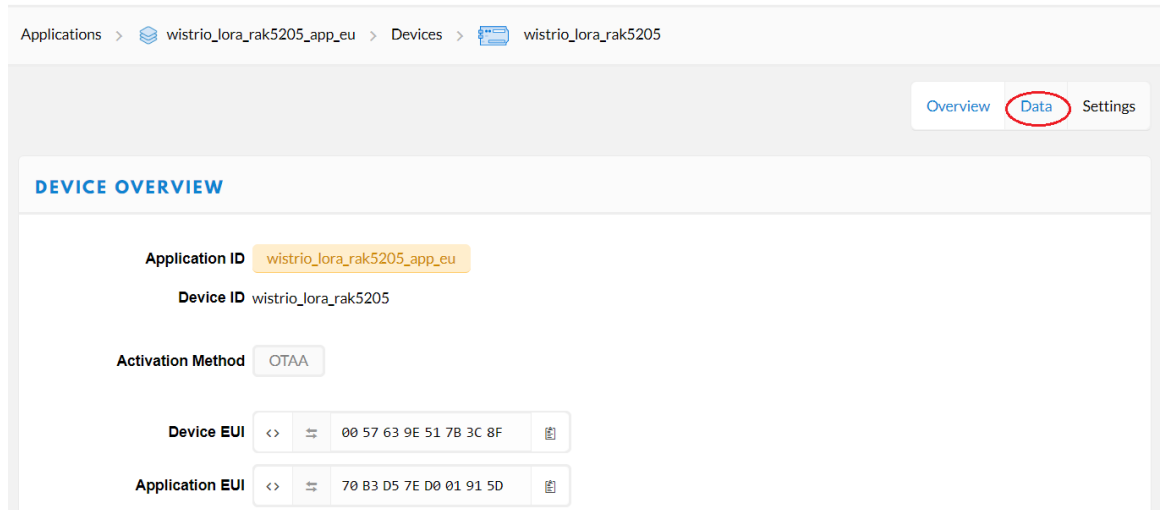 Applications > wistrio_lora_rak5205_app_eu > Devices > wistrio_lora_rak5205
Overview Data Settings
DEVICE OVERVIEW
Application ID wistrio_lora_rak5205_app_eu
Device ID wistrio_lora_rak5205
Activation Method OTAA
Device EUI <> ⇆ 00 57 63 9E 51 7B 3C 8F
Application EUI <> ⇆ 70 B3 D5 7E D0 01 91 5D